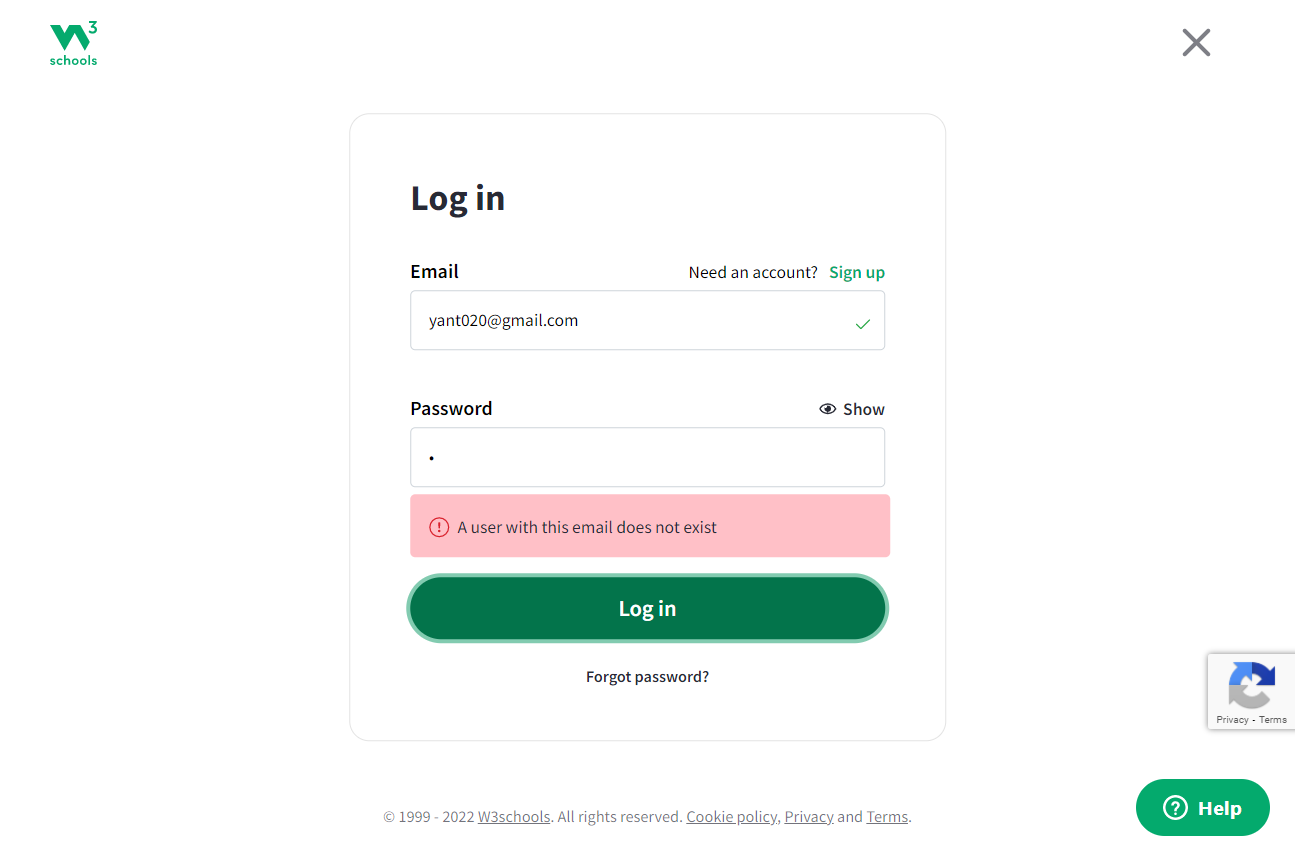 W3
schools
Log in
Email
Need an account? Sign up
yant020@gmail.com
Password
Show
A user with this email does not exist
Log in
Forgot password?
Privacy - Terms
Help
© 1999 - 2022 W3schools. All rights reserved. Cookie policy, Privacy and Terms.